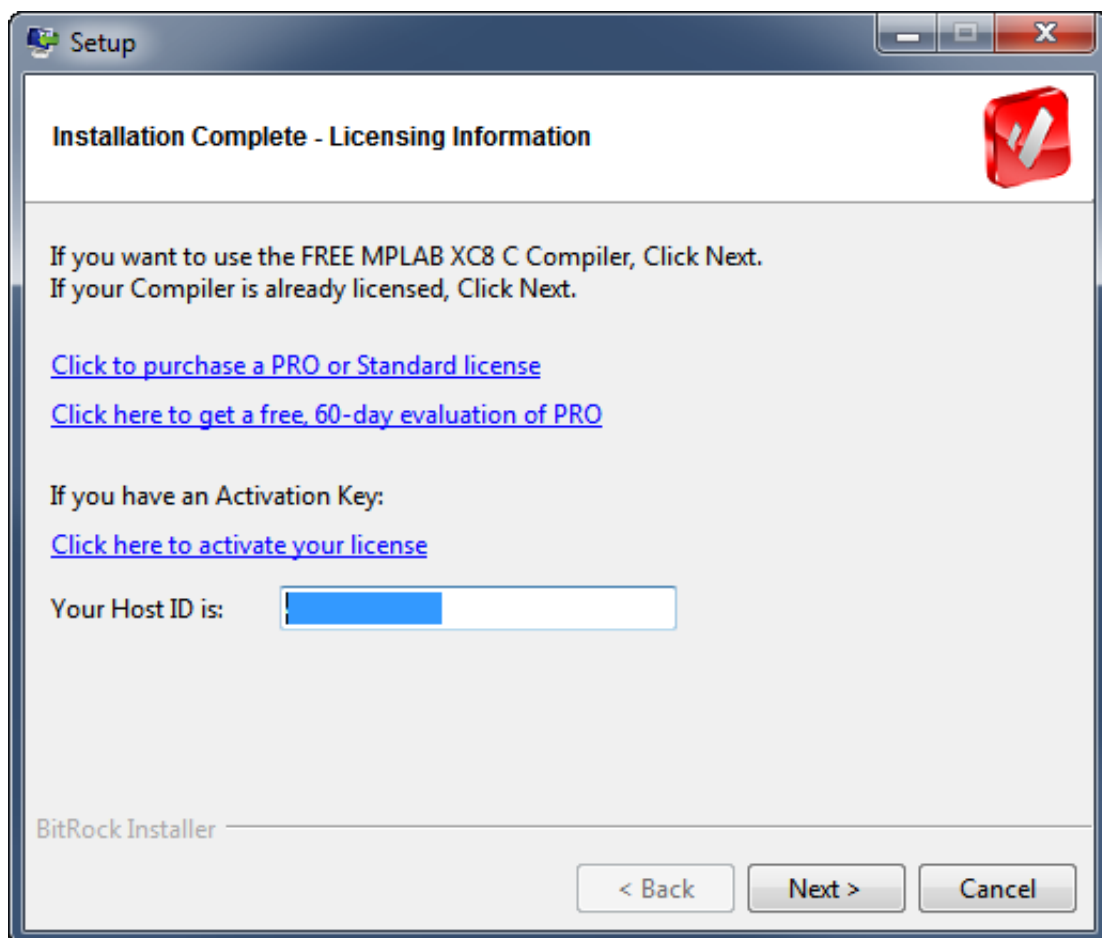 Setup
Installation Complete - Licensing Information
If you want to use the FREE MPLAB XC8 C Compiler, Click Next.
If your Compiler is already licensed, Click Next.
Click to purchase a PRO or Standard license
Click here to get a free, 60-day evaluation of PRO
If you have an Activation Key:
Click here to activate your license
Your Host ID is:
BitRock Installer
< Back Next > Cancel